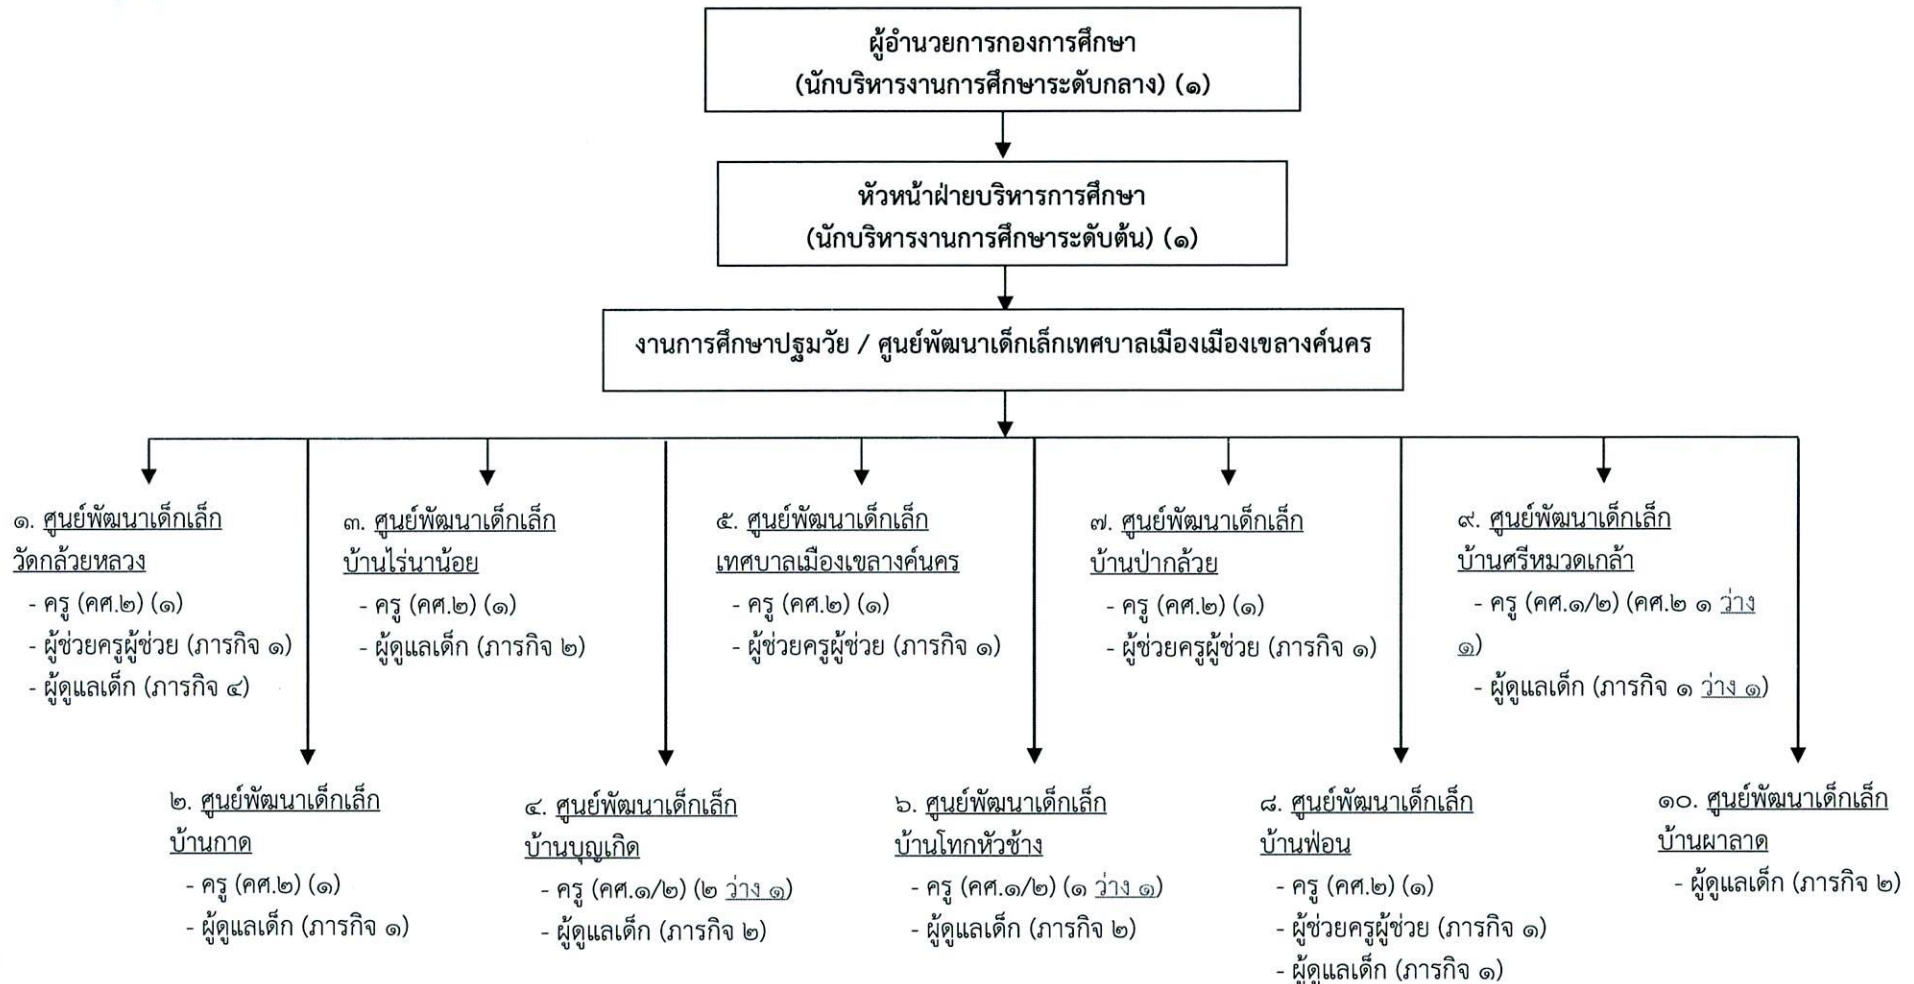 ผู้อำนวยการกองการศึกษา
(นักบริหารงานการศึกษาระดับกลาง) (๑)
หัวหน้าฝ่ายบริหารการศึกษา
(นักบริหารงานการศึกษาระดับต้น) (๑)
งานการศึกษาปฐมวัย / ศูนย์พัฒนาเด็กเล็กเทศบาลเมืองเมืองเขลางค์นคร
๑. ศูนย์พัฒนาเด็กเล็ก
วัดกล้วยหลวง
- ครู (คศ.๒) (๑)
- ผู้ช่วยครูผู้ช่วย (ภารกิจ ๑)
- ผู้ดูแลเด็ก (ภารกิจ ๔)
๓. ศูนย์พัฒนาเด็กเล็ก
บ้านไร่นาน้อย
- ครู (คศ.๒) (๑)
- ผู้ดูแลเด็ก (ภารกิจ ๒)
๕. ศูนย์พัฒนาเด็กเล็ก
เทศบาลเมืองเขลางค์นคร
- ครู (คศ.๒) (๑)
- ผู้ช่วยครูผู้ช่วย (ภารกิจ ๑)
๗. ศูนย์พัฒนาเด็กเล็ก
บ้านป่ากล้วย
- ครู (คศ.๒) (๑)
- ผู้ช่วยครูผู้ช่วย (ภารกิจ ๑)
๙. ศูนย์พัฒนาเด็กเล็ก
บ้านศรีหมวดเกล้า
- ครู (คศ.๑/๒) (คศ.๒ ๑ ว่าง
๑)
- ผู้ดูแลเด็ก (ภารกิจ ๑ ว่าง ๑)
๒. ศูนย์พัฒนาเด็กเล็ก
บ้านกาด
- ครู (คศ.๒) (๑)
- ผู้ดูแลเด็ก (ภารกิจ ๑)
๔. ศูนย์พัฒนาเด็กเล็ก
บ้านบุญเกิด
- ครู (คศ.๑/๒) (๒ ว่าง ๑)
- ผู้ดูแลเด็ก (ภารกิจ ๒)
๖. ศูนย์พัฒนาเด็กเล็ก
บ้านโทกหัวช้าง
- ครู (คศ.๑/๒) (๑ ว่าง ๑)
- ผู้ดูแลเด็ก (ภารกิจ ๒)
๘. ศูนย์พัฒนาเด็กเล็ก
บ้านฟ่อน
- ครู (คศ.๒) (๑)
- ผู้ช่วยครูผู้ช่วย (ภารกิจ ๑)
- ผู้ดูแลเด็ก (ภารกิจ ๑)
๑๐. ศูนย์พัฒนาเด็กเล็ก
บ้านผาลาด
- ผู้ดูแลเด็ก (ภารกิจ ๒)